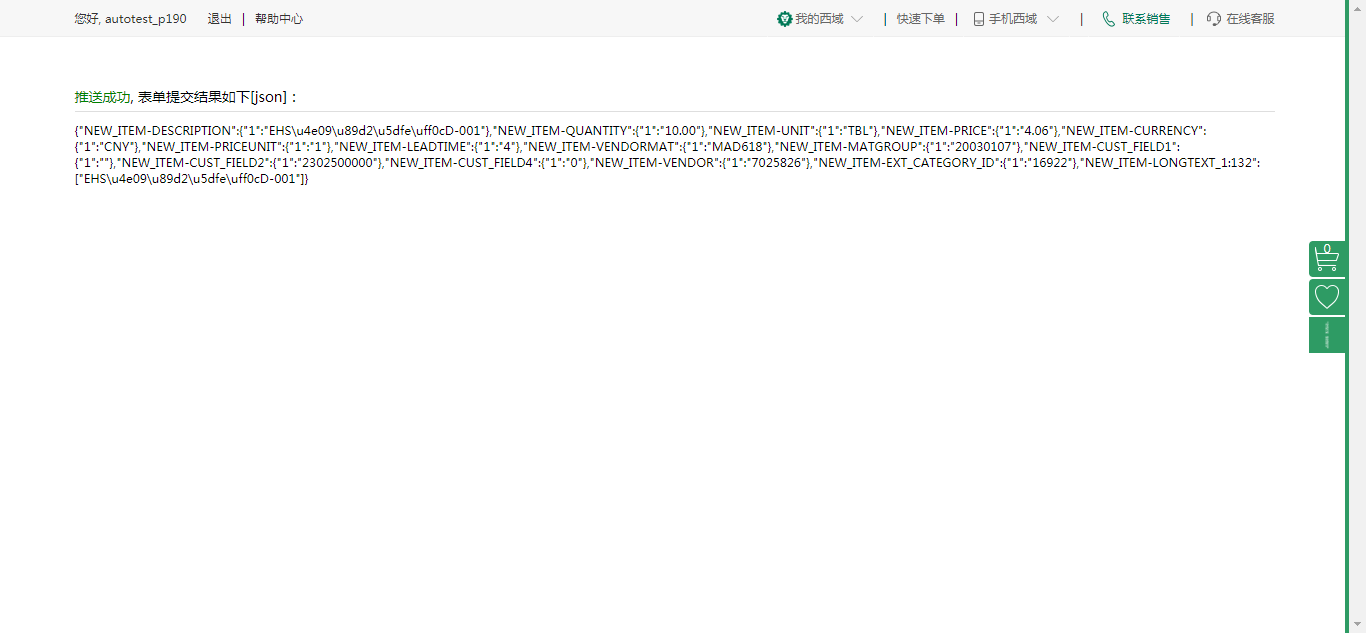 您好, autotest_p190 退出 | 帮助中心 我的西域 | 快速下单 | 手机西域 | 联系销售 | 在线客服
推送成功, 表单提交结果如下[json]：
{"NEW_ITEM-DESCRIPTION":{"1":"EHS\u4e09\u89d2\u5dfe\uff0cD-001"},"NEW_ITEM-QUANTITY":{"1":"10.00"},"NEW_ITEM-UNIT":{"1":"TBL"},"NEW_ITEM-PRICE":{"1":"4.06"},"NEW_ITEM-CURRENCY":
{"1":"CNY"},"NEW_ITEM-PRICEUNIT":{"1":"1"},"NEW_ITEM-LEADTIME":{"1":"4"},"NEW_ITEM-VENDORMAT":{"1":"MAD618"},"NEW_ITEM-MATGROUP":{"1":"20030107"},"NEW_ITEM-CUST_FIELD1":
{"1":""},"NEW_ITEM-CUST_FIELD2":{"1":"2302500000"},"NEW_ITEM-CUST_FIELD4":{"1":"0"},"NEW_ITEM-VENDOR":{"1":"7025826"},"NEW_ITEM-EXT_CATEGORY_ID":{"1":"16922"},"NEW_ITEM-LONGTEXT_1:132":
["EHS\u4e09\u89d2\u5dfe\uff0cD-001"]}
0